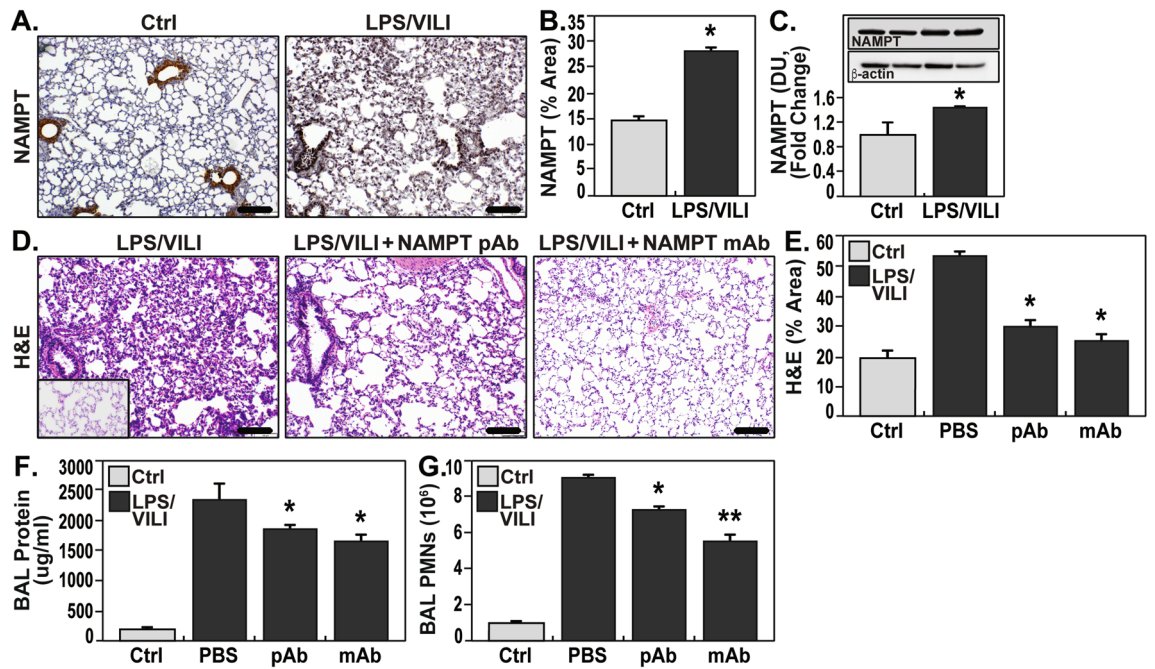 A.
Ctrl
LPS/VILI
NAMPT
B.
NAMPT (% Area)
35
30
25
20
15
10
5
0
*
Ctrl
LPS/VILI
C.
NAMPT
β-actin
NAMPT (DU,
(Fold Change)
1.6
1.2
0.8
0.4
0
*
Ctrl
LPS/VILI
D.
LPS/VILI
LPS/VILI + NAMPT pAb
LPS/VILI + NAMPT mAb
H&E
E.
H&E (% Area)
60
50
40
30
20
10
0
Ctrl
LPS/
VILI
*
*
Ctrl
PBS
pAb
mAb
F.
BAL Protein
(ug/ml)
3000
2500
2000
1500
1000
500
0
Ctrl
LPS/
VILI
*
*
Ctrl
PBS
pAb
mAb
G.
BAL PMNs (10⁶)
10
8
6
4
2
0
Ctrl
LPS/
VILI
*
**
Ctrl
PBS
pAb
mAb